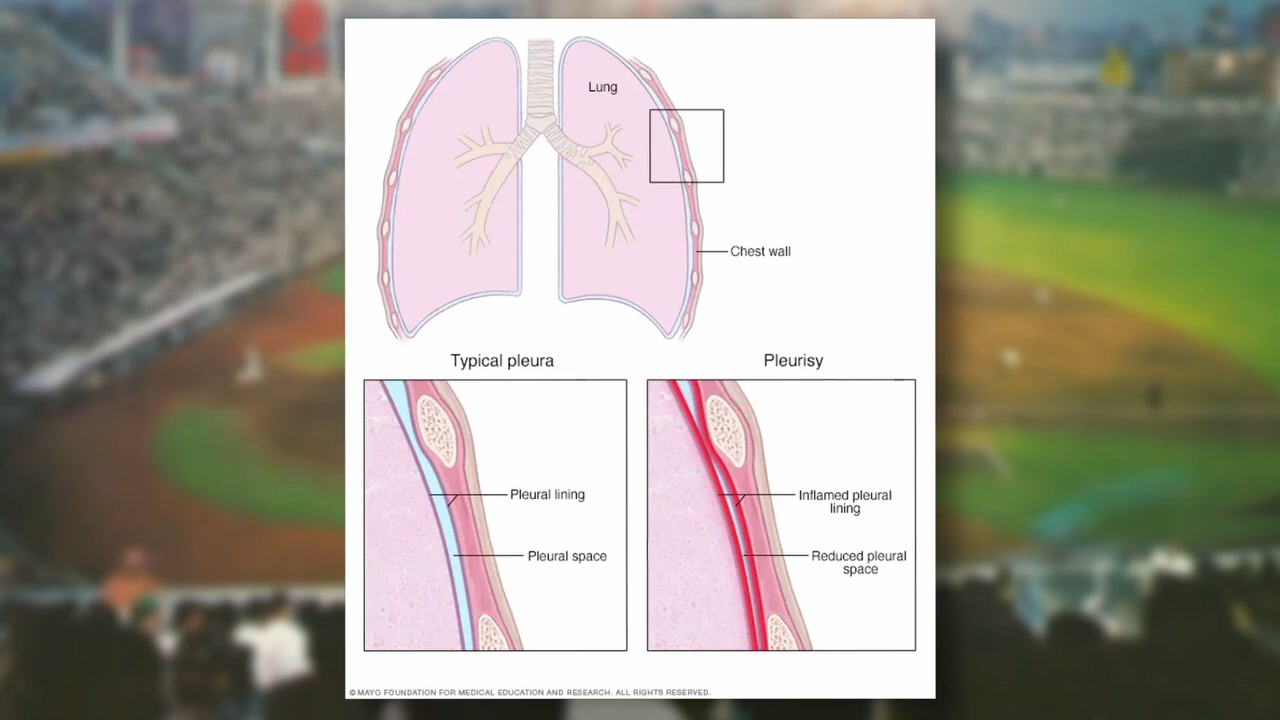 Lung
Chest wall
Typical pleura
Pleurisy
Pleural lining
Pleural space
Inflamed pleural
lining
Reduced pleural
space
© MAYO FOUNDATION FOR MEDICAL EDUCATION AND RESEARCH. ALL RIGHTS RESERVED.